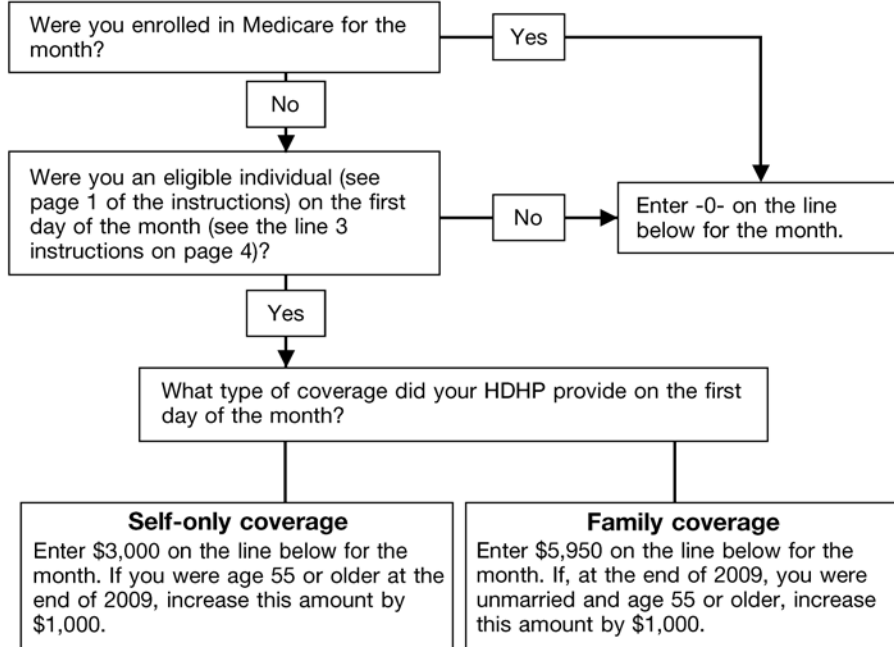 Were you enrolled in Medicare for the
month?
Yes
No
Were you an eligible individual (see
page 1 of the instructions) on the first
day of the month (see the line 3
instructions on page 4)?
No
Enter -0- on the line
below for the month.
Yes
What type of coverage did your HDHP provide on the first
day of the month?
Self-only coverage
Enter $3,000 on the line below for the
month. If you were age 55 or older at the
end of 2009, increase this amount by
$1,000.
Family coverage
Enter $5,950 on the line below for the
month. If, at the end of 2009, you were
unmarried and age 55 or older, increase
this amount by $1,000.